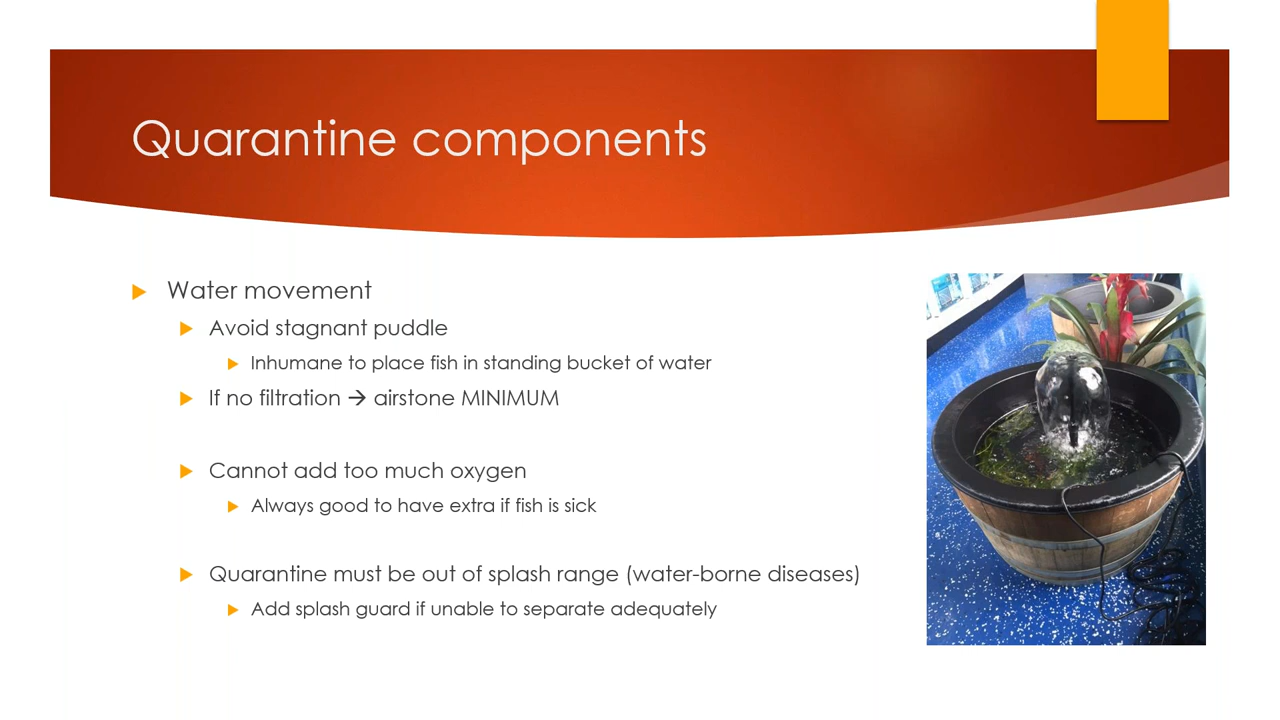 Quarantine components
Water movement
Avoid stagnant puddle
Inhumane to place fish in standing bucket of water
If no filtration → airstone MINIMUM
Cannot add too much oxygen
Always good to have extra if fish is sick
Quarantine must be out of splash range (water-borne diseases)
Add splash guard if unable to separate adequately